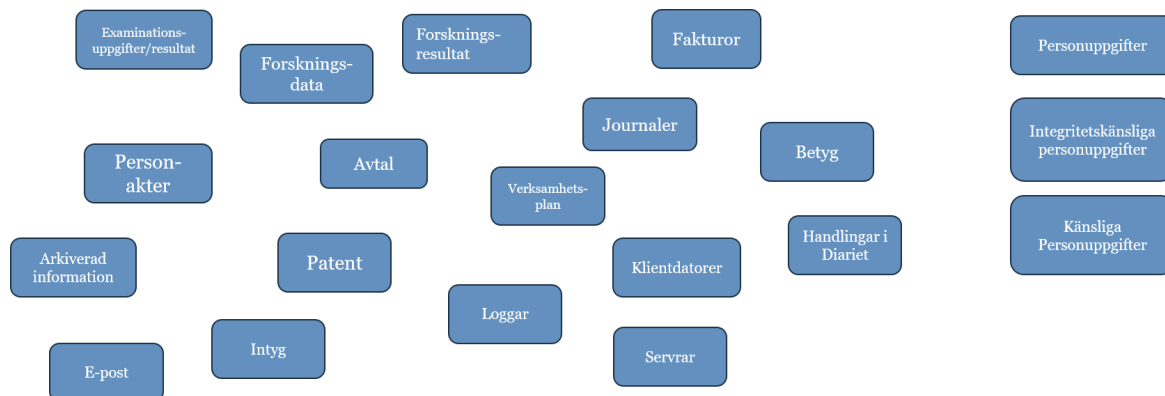 Examinations-
uppgifter/resultat
Forsknings-
data
Forsknings-
resultat
Fakturor
Personuppgifter
Journaler
Integritetskänsliga
personuppgifter
Person-
akter
Avtal
Betyg
Verksamhets-
plan
Känsliga
Personuppgifter
Arkiverad
information
Patent
Klientdatorer
Handlingar i
Diariet
Loggar
Intyg
Servrar
E-post